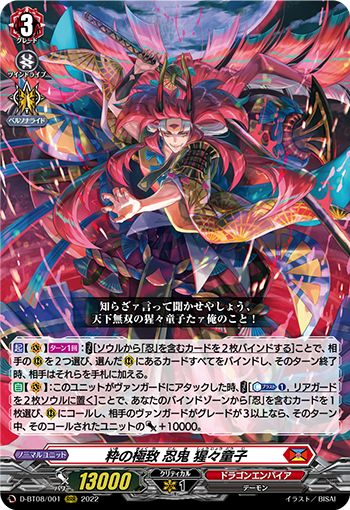 3
グレード
ツインドライブ
ペルソナライド
知らざァ言って聞かせやしょう、
天下無双の猩々童子たァ俺のこと!
起【V】ターン1回:【ソウルから「忍」を含むカードを2枚バインドする】ことで、相
手のRを2つ選び、選んだRにあるカードすべてをバインドし、そのターン終了
時、相手はそれらを手札に加える。
自【V】:このユニットがヴァンガードにアタックした時、【CBブラスト1,リアガード
を2枚ソウルに置く】ことで、あなたのバインドゾーンから「忍」を含むカードを1
枚選び、Rにコールし、相手のヴァンガードがグレード3以上なら、そのターン
中、そのコールされたユニットのパワー+10000。
ノーマルユニット
粋の極致 忍鬼 猩々童子
パワー 13000
クリティカル
1
ドラゴンエンパイア
デーモン
D-BT08/001 RRR 2022
イラスト/BISAI